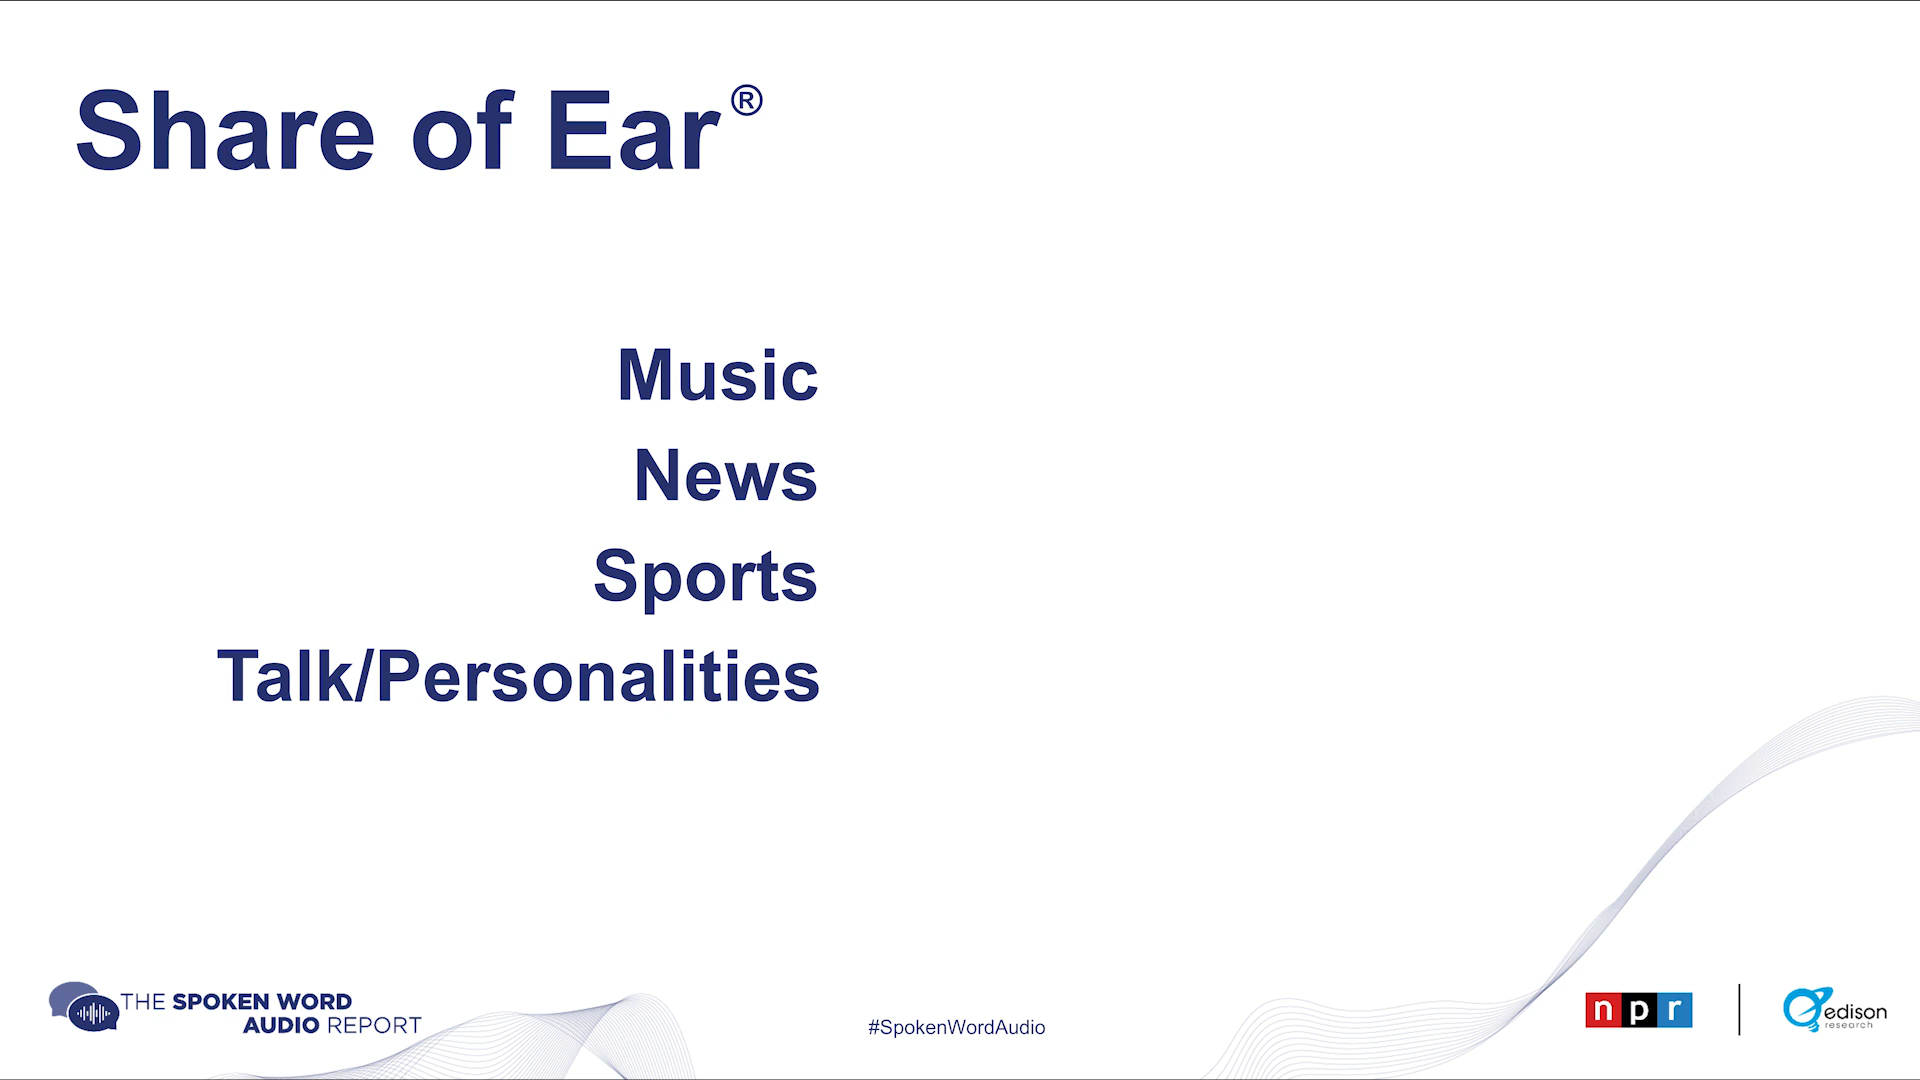 Share of Ear®
Music
News
Sports
Talk/Personalities
THE SPOKEN WORD
AUDIO REPORT
#SpokenWordAudio
npr
edison
research